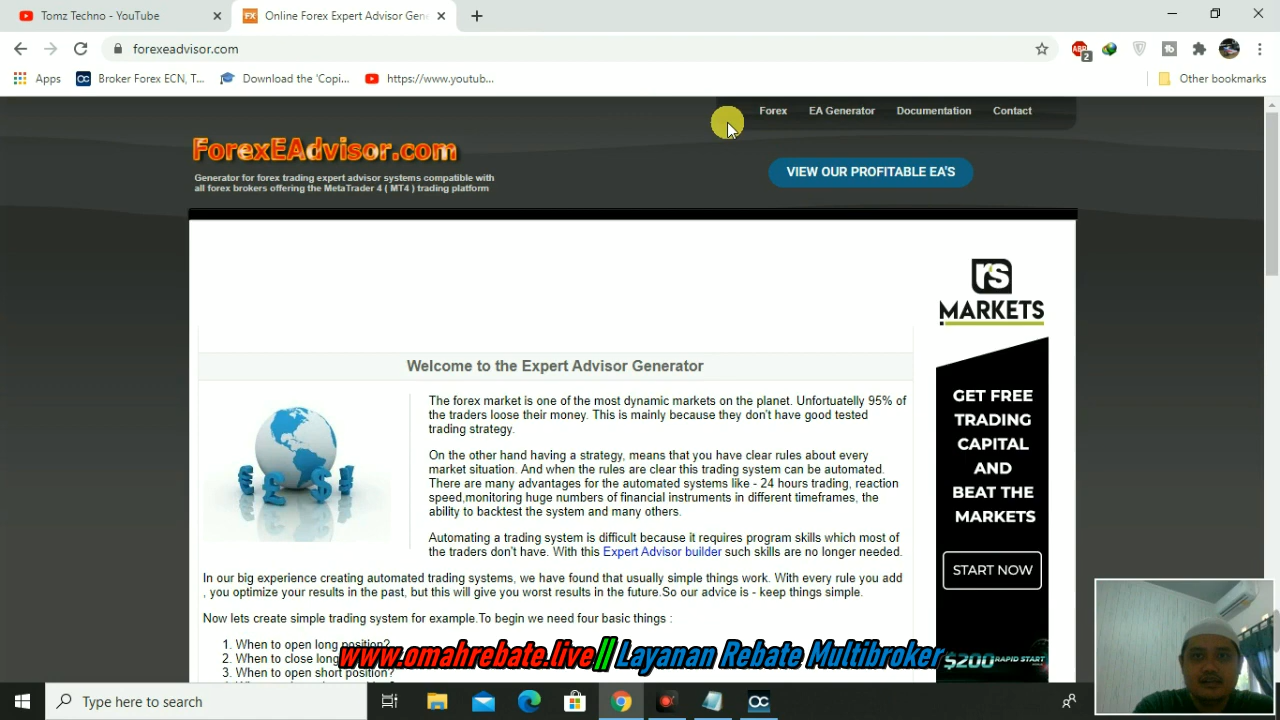 Tomz Techno - YouTube
Online Forex Expert Advisor Gene
forexeadvisor.com
ABP
2
Apps
Broker Forex ECN, T...
Download the 'Copi...
https://www.youtub...
Other bookmarks
Forex
EA Generator
Documentation
Contact
ForexEAdvisor.com
Generator for forex trading expert advisor systems compatible with
all forex brokers offering the MetaTrader 4 ( MT4 ) trading platform
VIEW OUR PROFITABLE EA'S
rs
MARKETS
Welcome to the Expert Advisor Generator
The forex market is one of the most dynamic markets on the planet. Unfortuatelly 95% of
the traders loose their money. This is mainly because they don't have good tested
trading strategy.
On the other hand having a strategy, means that you have clear rules about every
market situation. And when the rules are clear this trading system can be automated.
There are many advantages for the automated systems like - 24 hours trading, reaction
speed,monitoring huge numbers of financial instruments in different timeframes, the
ability to backtest the system and many others.
Automating a trading system is difficult because it requires program skills which most of
the traders don't have. With this Expert Advisor builder such skills are no longer needed.
In our big experience creating automated trading systems, we have found that usually simple things work. With every rule you add
, you optimize your results in the past, but this will give you worst results in the future.So our advice is - keep things simple.
Now lets create simple trading system for example.To begin we need four basic things :
1. When to open long position?
2. When to close long
3. When to open short position?
GET FREE
TRADING
CAPITAL
AND
BEAT THE
MARKETS
START NOW
$200 RAPID START
www.omahrebate.live || Layanan Rebate Multibroker
Type here to search